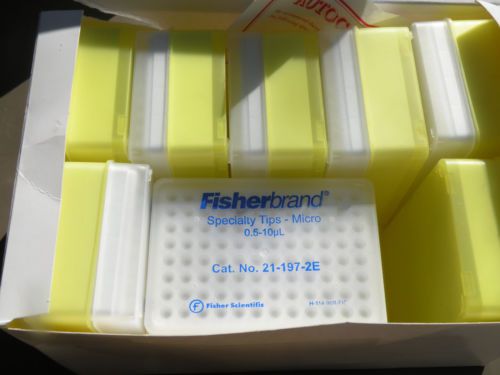 Fisherbrand®
Specialty Tips - Micro
0.5-10µL
Cat. No. 21-197-2E
F Fisher Scientific